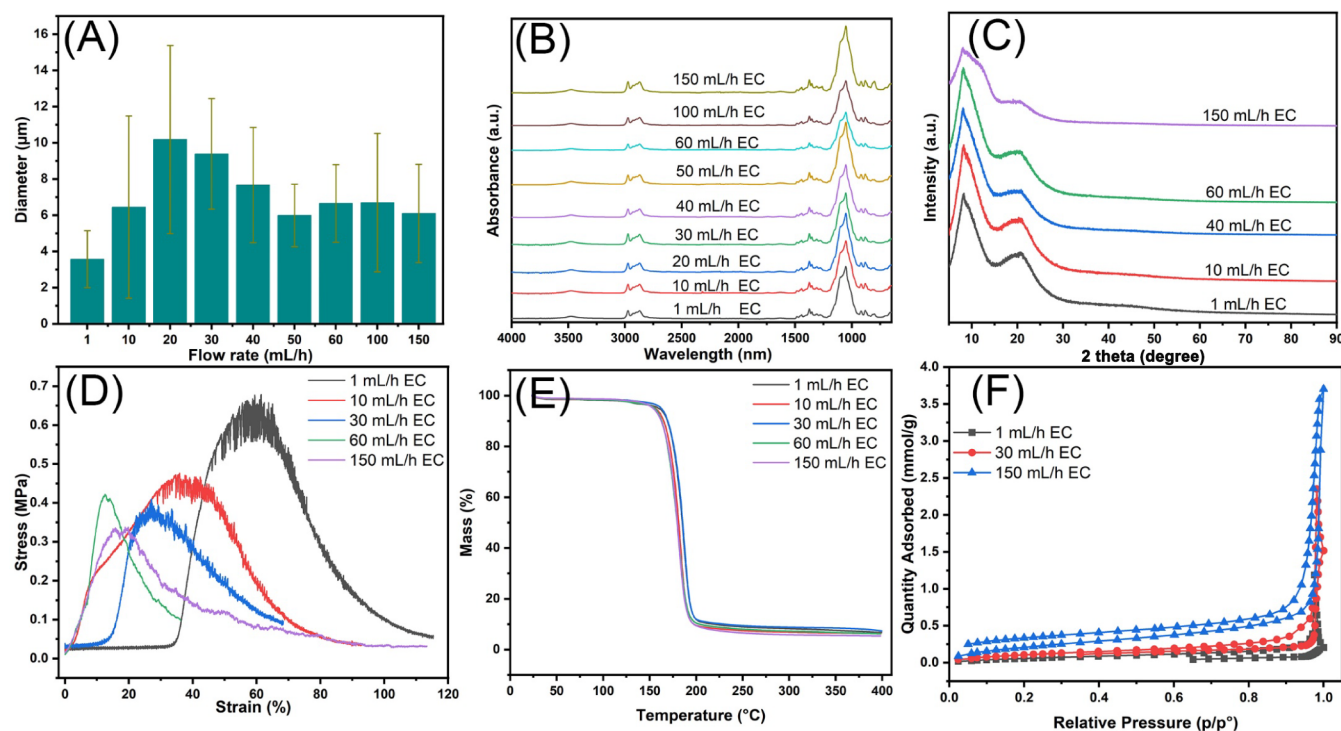 (A)
Diameter (μm)
16
14
12
10
8
6
4
2
0
1 10 20 30 40 50 60 100 150
Flow rate (mL/h)
(B)
Absorbance (a.u.)
150 mL/h EC
100 mL/h EC
60 mL/h EC
50 mL/h EC
40 mL/h EC
30 mL/h EC
20 mL/h EC
10 mL/h EC
1 mL/h EC
4000 3500 3000 2500 2000 1500 1000
Wavelength (nm)
(C)
Intensity (a.u.)
150 mL/h EC
60 mL/h EC
40 mL/h EC
10 mL/h EC
1 mL/h EC
10 20 30 40 50 60 70 80 90
2 theta (degree)
(D)
Stress (MPa)
0.7
0.6
0.5
0.4
0.3
0.2
0.1
0.0
1 mL/h EC
10 mL/h EC
30 mL/h EC
60 mL/h EC
150 mL/h EC
0 20 40 60 80 100 120
Strain (%)
(E)
Mass (%)
100
80
60
40
20
0
1 mL/h EC
10 mL/h EC
30 mL/h EC
60 mL/h EC
150 mL/h EC
0 50 100 150 200 250 300 350 400
Temperature (°C)
(F)
Quantity Adsorbed (mmol/g)
4.0
3.5
3.0
2.5
2.0
1.5
1.0
0.5
0.0
1 mL/h EC
30 mL/h EC
150 mL/h EC
0.0 0.2 0.4 0.6 0.8 1.0
Relative Pressure (p/p°)